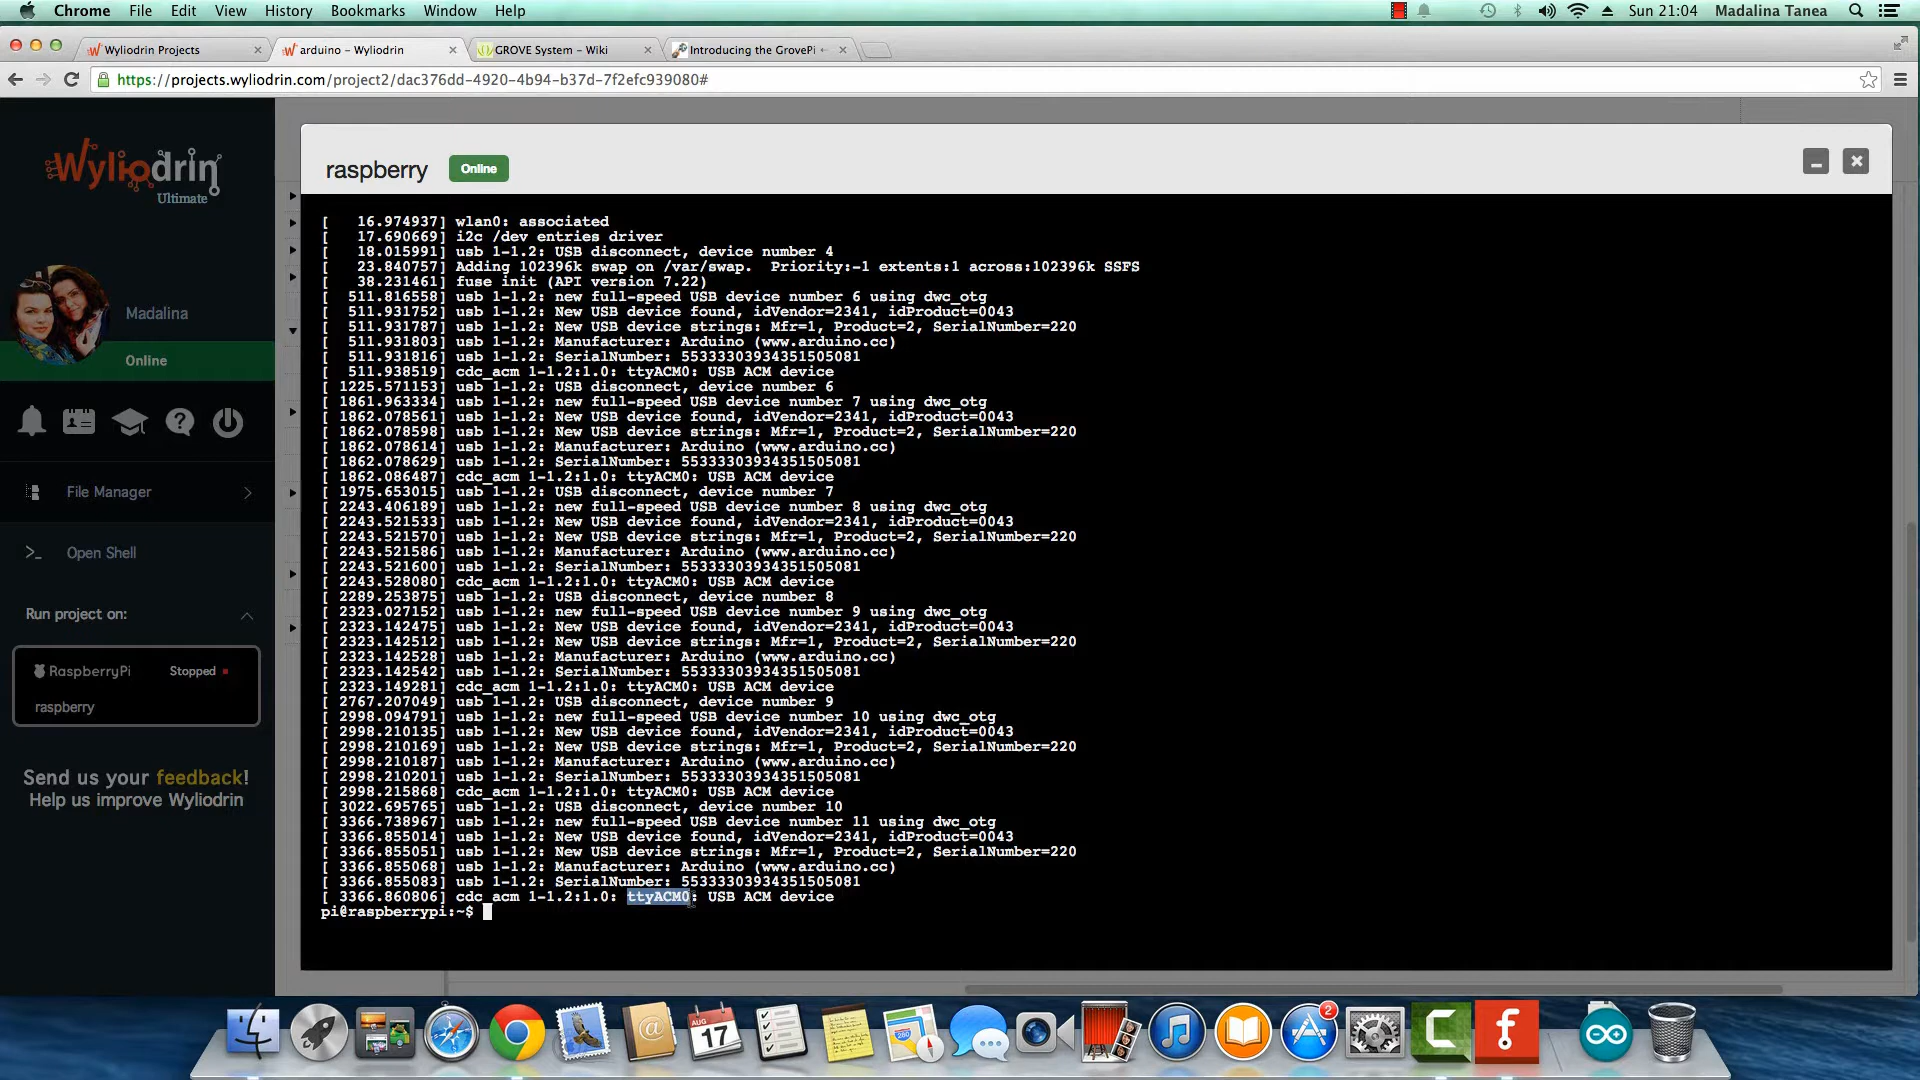 Chrome File Edit View History Bookmarks Window Help Sun 21:04 Madalina Tanea
Wyliodrin Projects arduino – Wyliodrin GROVE System – Wiki Introducing the GrovePi
https://projects.wyliodrin.com/project2/dac376dd-4920-4b94-b37d-7f2efc939080#
Wyliodrin
Ultimate
Madalina
Online
File Manager
>_ Open Shell
Run project on:
RaspberryPi Stopped
raspberry
Send us your feedback!
Help us improve Wyliodrin
raspberry Online
[ 16.974937] wlan0: associated
[ 17.690669] i2c /dev entries driver
[ 18.015991] usb 1-1.2: USB disconnect, device number 4
[ 23.840757] Adding 102396k swap on /var/swap. Priority:-1 extents:1 across:102396k SSFS
[ 38.231461] fuse init (API version 7.22)
[ 511.816558] usb 1-1.2: new full-speed USB device number 6 using dwc_otg
[ 511.931752] usb 1-1.2: New USB device found, idVendor=2341, idProduct=0043
[ 511.931787] usb 1-1.2: New USB device strings: Mfr=1, Product=2, SerialNumber=220
[ 511.931803] usb 1-1.2: Manufacturer: Arduino (www.arduino.cc)
[ 511.931816] usb 1-1.2: SerialNumber: 55333303934351505081
[ 511.938519] cdc_acm 1-1.2:1.0: ttyACM0: USB ACM device
[ 1225.571153] usb 1-1.2: USB disconnect, device number 6
[ 1861.963334] usb 1-1.2: new full-speed USB device number 7 using dwc_otg
[ 1862.078561] usb 1-1.2: New USB device found, idVendor=2341, idProduct=0043
[ 1862.078598] usb 1-1.2: New USB device strings: Mfr=1, Product=2, SerialNumber=220
[ 1862.078614] usb 1-1.2: Manufacturer: Arduino (www.arduino.cc)
[ 1862.078629] usb 1-1.2: SerialNumber: 55333303934351505081
[ 1862.086487] cdc_acm 1-1.2:1.0: ttyACM0: USB ACM device
[ 1975.653015] usb 1-1.2: USB disconnect, device number 7
[ 2243.406189] usb 1-1.2: new full-speed USB device number 8 using dwc_otg
[ 2243.521533] usb 1-1.2: New USB device found, idVendor=2341, idProduct=0043
[ 2243.521570] usb 1-1.2: New USB device strings: Mfr=1, Product=2, SerialNumber=220
[ 2243.521586] usb 1-1.2: Manufacturer: Arduino (www.arduino.cc)
[ 2243.521600] usb 1-1.2: SerialNumber: 55333303934351505081
[ 2243.528080] cdc_acm 1-1.2:1.0: ttyACM0: USB ACM device
[ 2289.253875] usb 1-1.2: USB disconnect, device number 8
[ 2323.027152] usb 1-1.2: new full-speed USB device number 9 using dwc_otg
[ 2323.142475] usb 1-1.2: New USB device found, idVendor=2341, idProduct=0043
[ 2323.142512] usb 1-1.2: New USB device strings: Mfr=1, Product=2, SerialNumber=220
[ 2323.142528] usb 1-1.2: Manufacturer: Arduino (www.arduino.cc)
[ 2323.142542] usb 1-1.2: SerialNumber: 55333303934351505081
[ 2323.149281] cdc_acm 1-1.2:1.0: ttyACM0: USB ACM device
[ 2767.207049] usb 1-1.2: USB disconnect, device number 9
[ 2998.094791] usb 1-1.2: new full-speed USB device number 10 using dwc_otg
[ 2998.210135] usb 1-1.2: New USB device found, idVendor=2341, idProduct=0043
[ 2998.210169] usb 1-1.2: New USB device strings: Mfr=1, Product=2, SerialNumber=220
[ 2998.210187] usb 1-1.2: Manufacturer: Arduino (www.arduino.cc)
[ 2998.210201] usb 1-1.2: SerialNumber: 55333303934351505081
[ 2998.215868] cdc_acm 1-1.2:1.0: ttyACM0: USB ACM device
[ 3022.695765] usb 1-1.2: USB disconnect, device number 10
[ 3366.738967] usb 1-1.2: new full-speed USB device number 11 using dwc_otg
[ 3366.855014] usb 1-1.2: New USB device found, idVendor=2341, idProduct=0043
[ 3366.855051] usb 1-1.2: New USB device strings: Mfr=1, Product=2, SerialNumber=220
[ 3366.855068] usb 1-1.2: Manufacturer: Arduino (www.arduino.cc)
[ 3366.855083] usb 1-1.2: SerialNumber: 55333303934351505081
[ 3366.860806] cdc_acm 1-1.2:1.0: ttyACM0: USB ACM device
pi@raspberrypi:~$
AUG
17
2